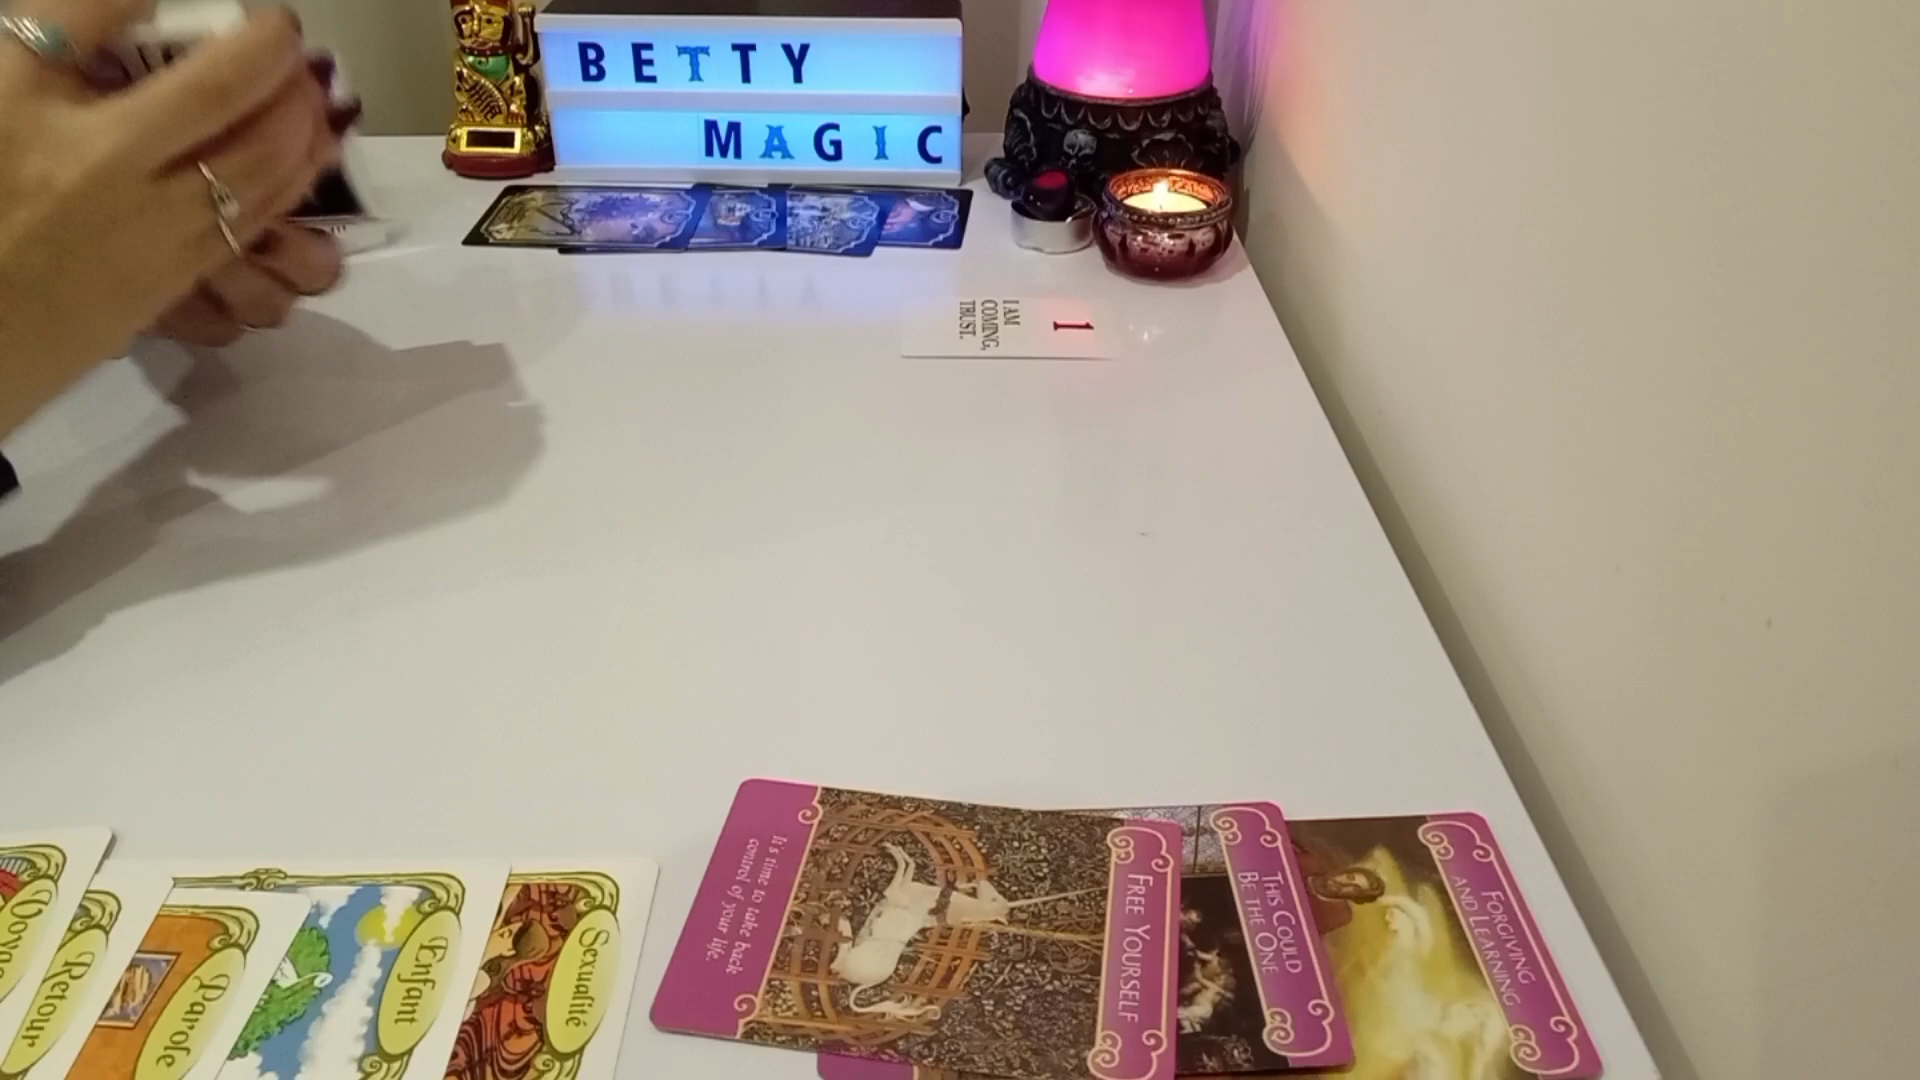 BETTY
MAGIC
1
I AM
COMING,
TRUST.
It's time to take back
control of your life.
FREE YOURSELF
THIS COULD
BE THE ONE
FORGIVING
AND LEARNING
Retour
Parole
Enfant
Sexualité